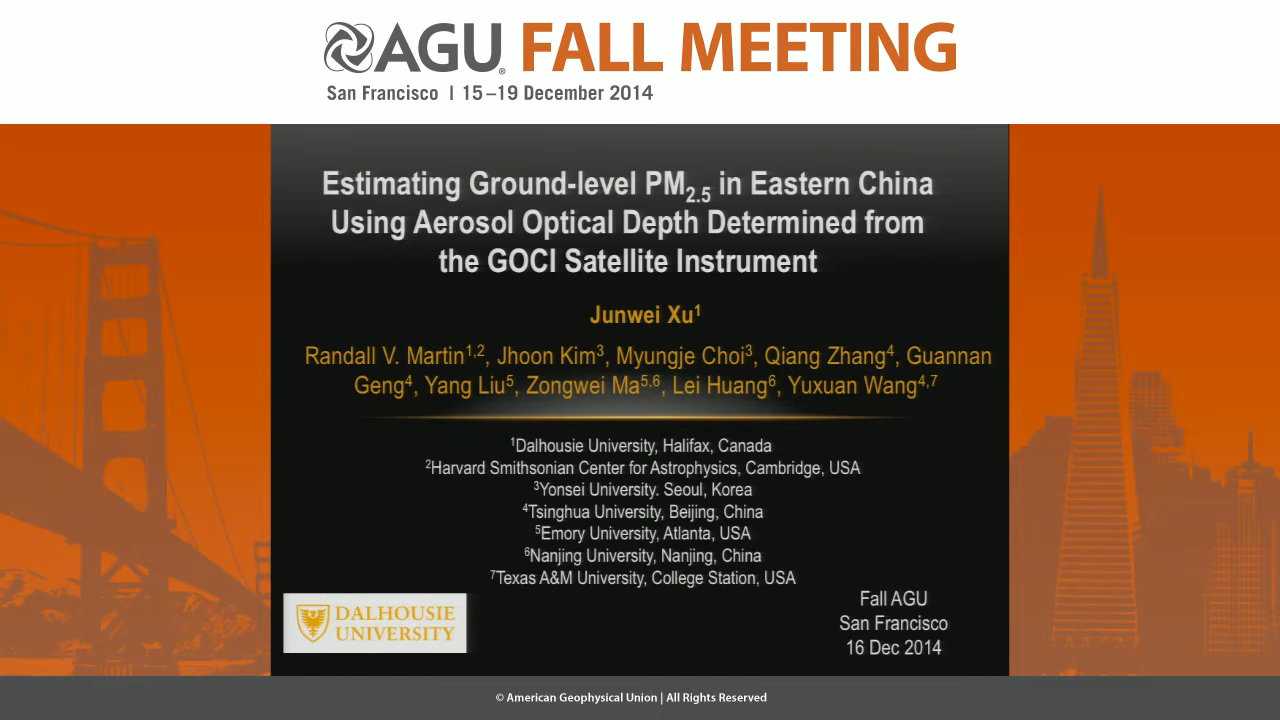 AGU® FALL MEETING
San Francisco | 15–19 December 2014
Estimating Ground-level PM2.5 in Eastern China
Using Aerosol Optical Depth Determined from
the GOCI Satellite Instrument
Junwei Xu¹
Randall V. Martin¹,², Jhoon Kim³, Myungje Choi³, Qiang Zhang⁴, Guannan
Geng⁴, Yang Liu⁵, Zongwei Ma⁵,⁶, Lei Huang⁶, Yuxuan Wang⁴,⁷
¹Dalhousie University, Halifax, Canada
²Harvard Smithsonian Center for Astrophysics, Cambridge, USA
³Yonsei University. Seoul, Korea
⁴Tsinghua University, Beijing, China
⁵Emory University, Atlanta, USA
⁶Nanjing University, Nanjing, China
⁷Texas A&M University, College Station, USA
DALHOUSIE
UNIVERSITY
Fall AGU
San Francisco
16 Dec 2014
© American Geophysical Union | All Rights Reserved